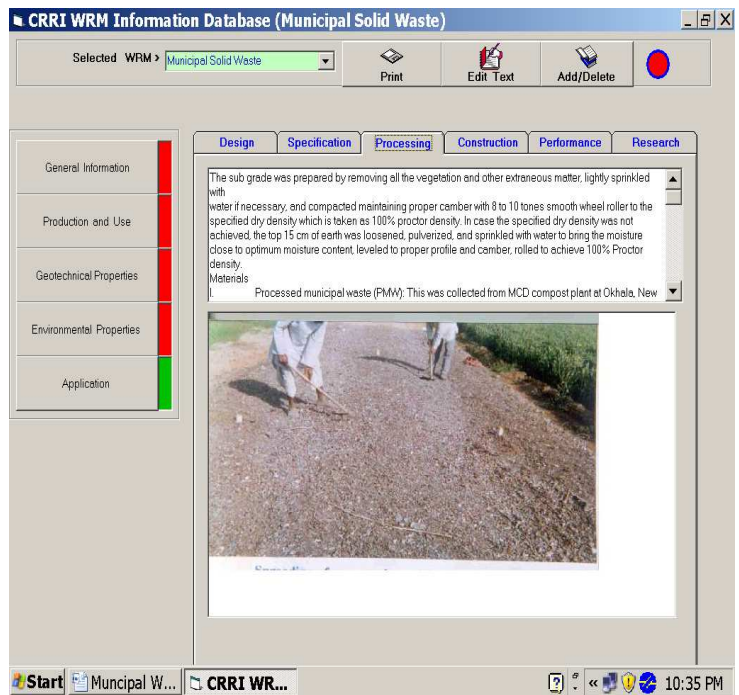 CRRI WRM Information Database (Municipal Solid Waste)
Selected WRM > Municipal Solid Waste
Print
Edit Text
Add/Delete
Design Specification Processing Construction Performance Research
General Information
Production and Use
Geotechnical Properties
Environmental Properties
Application
The sub grade was prepared by removing all the vegetation and other extraneous matter, lightly sprinkled
with
water if necessary, and compacted maintaining proper camber with 8 to 10 tones smooth wheel roller to the
specified dry density which is taken as 100% proctor density. In case the specified dry density was not
achieved, the top 15 cm of earth was loosened, pulverized, and sprinkled with water to bring the moisture
close to optimum moisture content, leveled to proper profile and camber, rolled to achieve 100% Proctor
density.
Materials
I. Processed municipal waste (PMW): This was collected from MCD compost plant at Okhala, New
Start Muncipal W... CRRI WR... « 10:35 PM